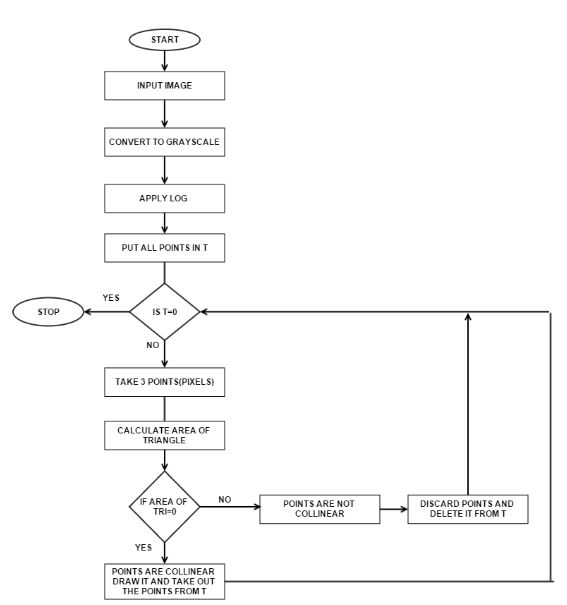 START
INPUT IMAGE
CONVERT TO GRAYSCALE
APPLY LOG
PUT ALL POINTS IN T
YES
STOP
IS T=0
NO
TAKE 3 POINTS(PIXELS)
CALCULATE AREA OF
TRIANGLE
IF AREA OF
TRI=0
NO
POINTS ARE NOT
COLLINEAR
DISCARD POINTS AND
DELETE IT FROM T
YES
POINTS ARE COLLINEAR
DRAW IT AND TAKE OUT
THE POINTS FROM T